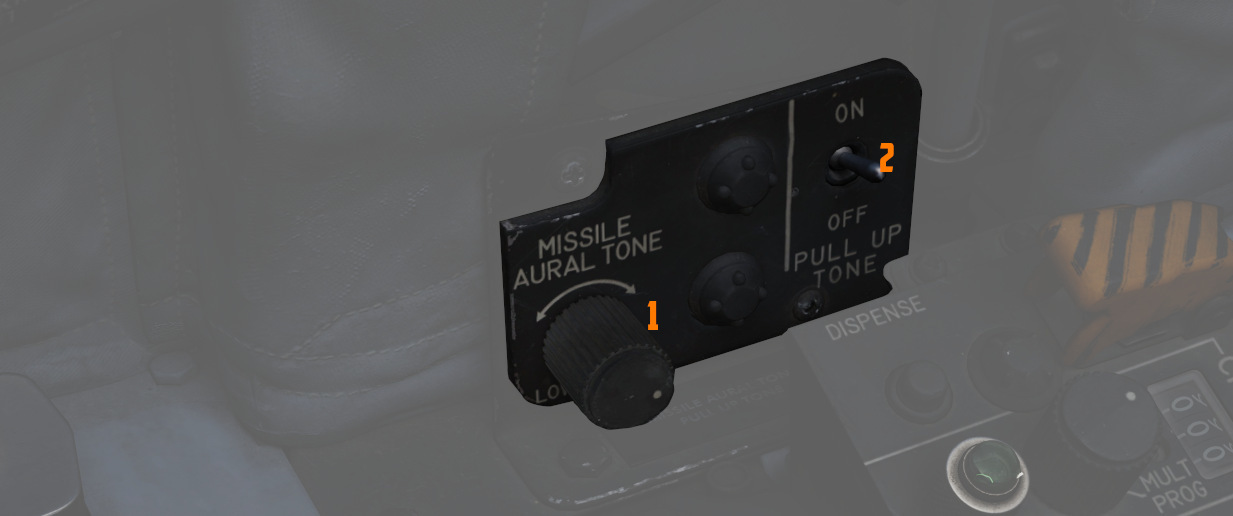 ON
2
OFF
PULL UP
TONE
MISSILE
AURAL TONE
1
DISPENSE
MULT
PROG